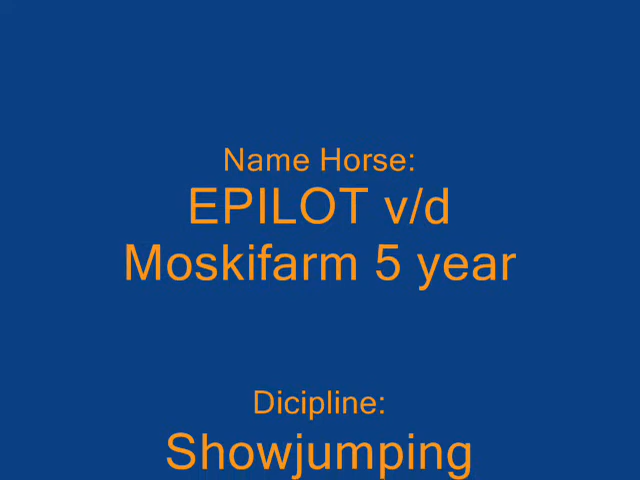 Name Horse:
EPILOT v/d
Moskifarm 5 year
Dicipline:
Showjumping